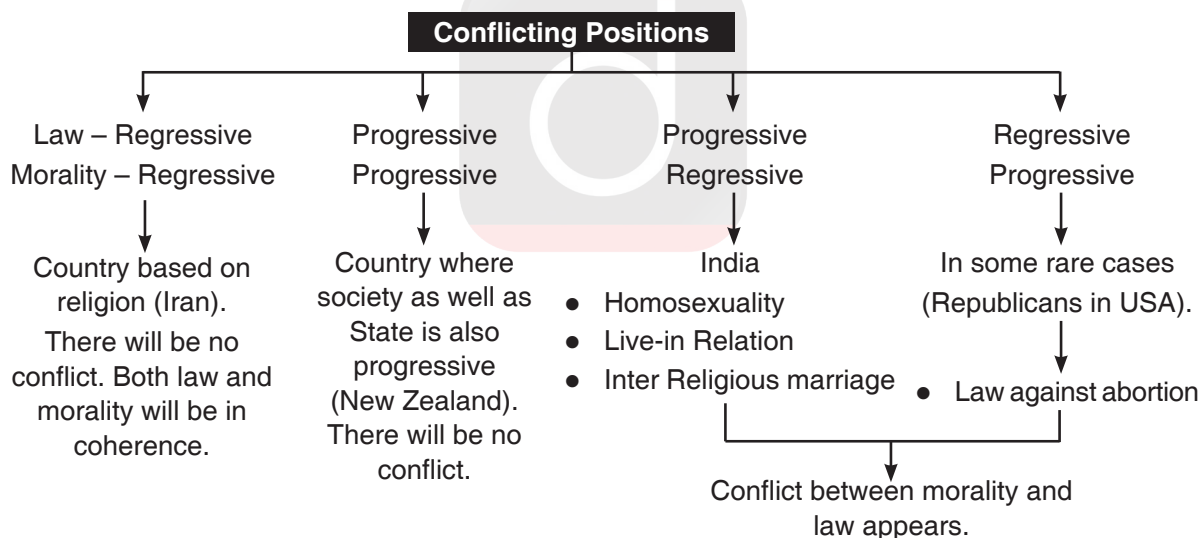 Conflicting Positions
Law – Regressive
Morality – Regressive
Country based on
religion (Iran).
There will be no
conflict. Both law and
morality will be in
coherence.
Progressive
Progressive
Country where
society as well as
State is also
progressive
(New Zealand).
There will be no
conflict.
Progressive
Regressive
India
● Homosexuality
● Live-in Relation
● Inter Religious marriage
Regressive
Progressive
In some rare cases
(Republicans in USA).
● Law against abortion
Conflict between morality and
law appears.